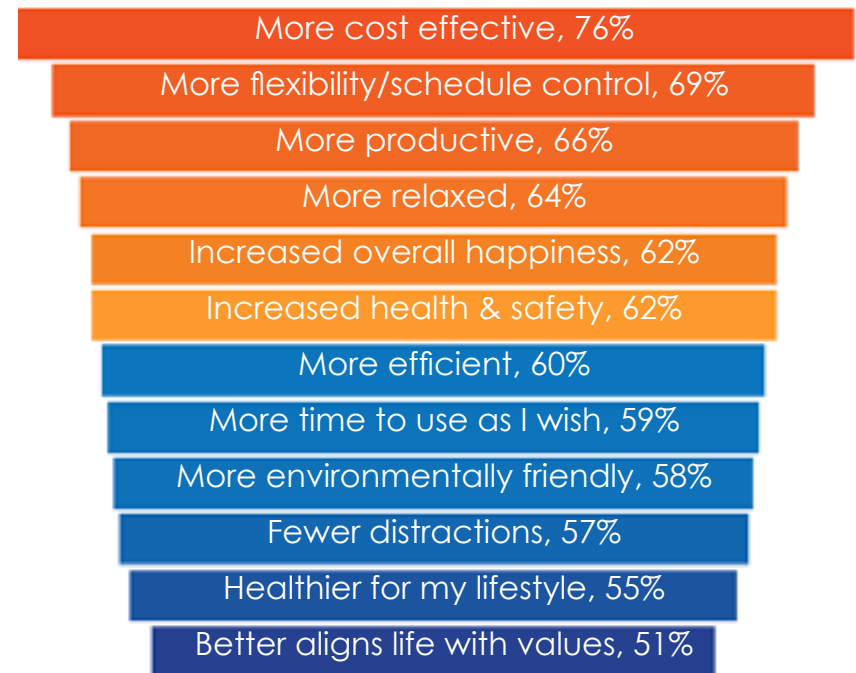 More cost effective, 76%
More flexibility/schedule control, 69%
More productive, 66%
More relaxed, 64%
Increased overall happiness, 62%
Increased health & safety, 62%
More efficient, 60%
More time to use as I wish, 59%
More environmentally friendly, 58%
Fewer distractions, 57%
Healthier for my lifestyle, 55%
Better aligns life with values, 51%